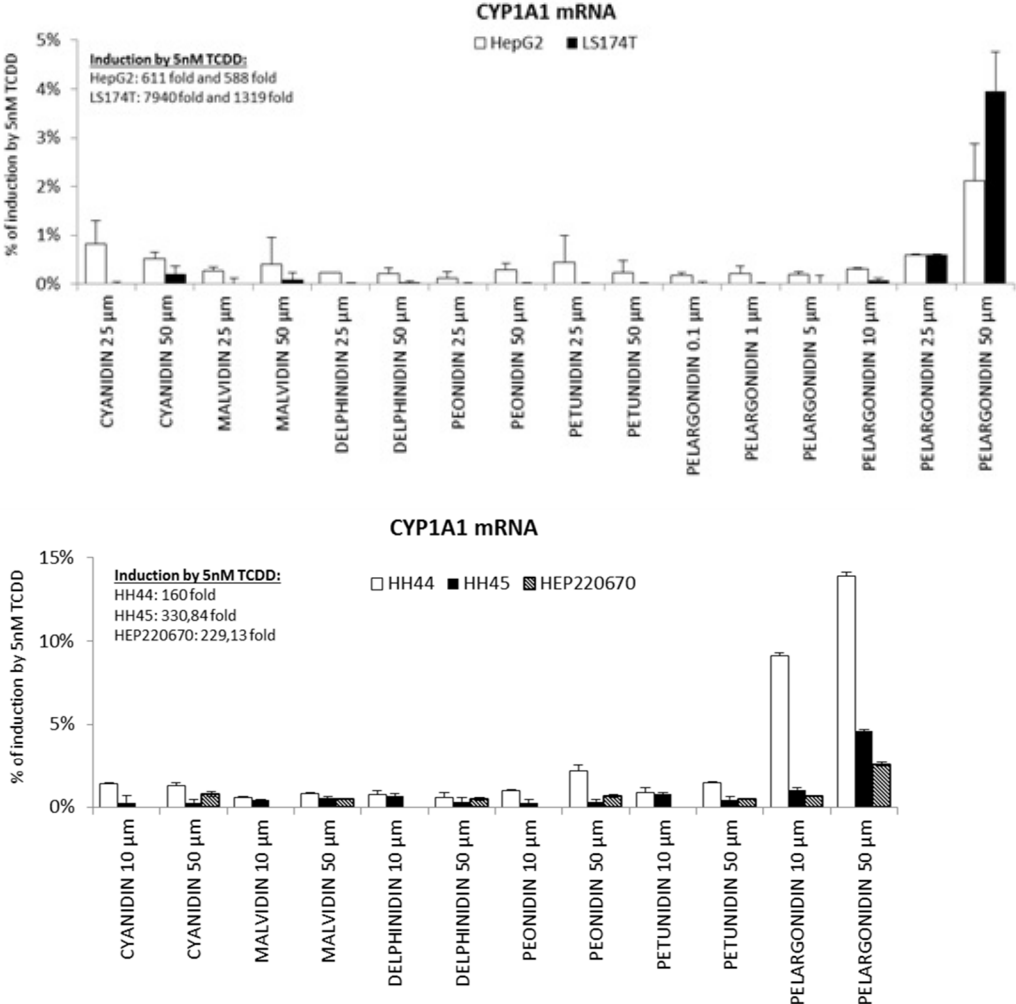 CYP1A1 mRNA
HepG2 LS174T
Induction by 5nM TCDD:
HepG2: 611 fold and 588 fold
LS174T: 7940 fold and 1319 fold
% of induction by 5nM TCDD
5%
4%
3%
2%
1%
0%
CYANIDIN 25 µm
CYANIDIN 50 µm
MALVIDIN 25 µm
MALVIDIN 50 µm
DELPHINIDIN 25 µm
DELPHINIDIN 50 µm
PEONIDIN 25 µm
PEONIDIN 50 µm
PETUNIDIN 25 µm
PETUNIDIN 50 µm
PELARGONIDIN 0.1 µm
PELARGONIDIN 1 µm
PELARGONIDIN 5 µm
PELARGONIDIN 10 µm
PELARGONIDIN 25 µm
PELARGONIDIN 50 µm
CYP1A1 mRNA
HH44 HH45 HEP220670
Induction by 5nM TCDD:
HH44: 160 fold
HH45: 330,84 fold
HEP220670: 229,13 fold
% of induction by 5nM TCDD
15%
10%
5%
0%
CYANIDIN 10 µm
CYANIDIN 50 µm
MALVIDIN 10 µm
MALVIDIN 50 µm
DELPHINIDIN 10 µm
DELPHINIDIN 50 µm
PEONIDIN 10 µm
PEONIDIN 50 µm
PETUNIDIN 10 µm
PETUNIDIN 50 µm
PELARGONIDIN 10 µm
PELARGONIDIN 50 µm